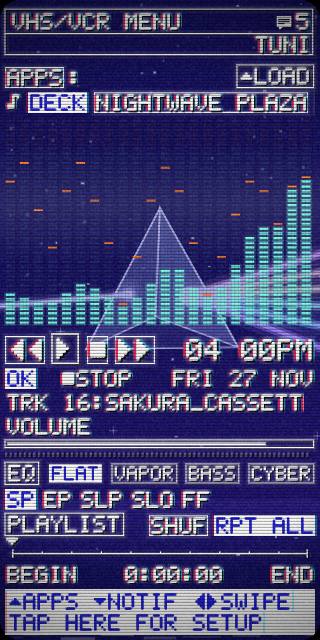 VHS/VCR MENU 5
TUNI
APPS: LOAD
DECK NIGHTWAVE PLAZA
04 00PM
OK STOP FRI 27 NOV
TRK 16:SAKURA_CASSETT
VOLUME
EQ FLAT VAPOR BASS CYBER
SP EP SLP SLO FF
PLAYLIST SHUF RPT ALL
BEGIN 0:00:00 END
APPS NOTIF SWIPE
TAP HERE FOR SETUP